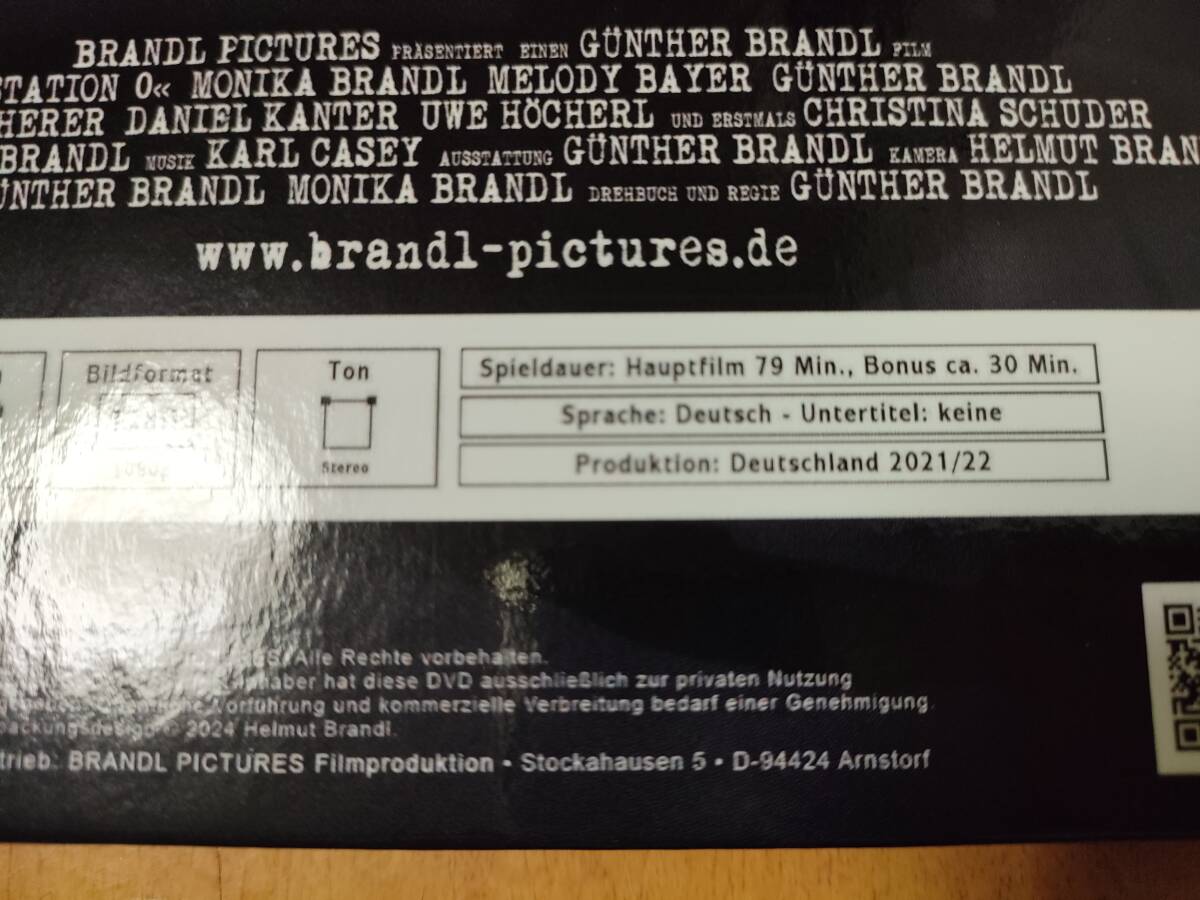 BRANDL PICTURES PRÄSENTIERT EINEN GÜNTHER BRANDL FILM
STATION 0« MONIKA BRANDL MELODY BAYER GÜNTHER BRANDL
HERER DANIEL KANTER UWE HÖCHERL UND ERSTMALS CHRISTINA SCHUDER
BRANDL MUSIK KARL CASEY AUSSTATTUNG GÜNTHER BRANDL KAMERA HELMUT BRAN
ÜNTHER BRANDL MONIKA BRANDL DREHBUCH UND REGIE GÜNTHER BRANDL
www.brandl-pictures.de
Bildformat
1080p
Ton
Stereo
Spieldauer: Hauptfilm 79 Min., Bonus ca. 30 Min.
Sprache: Deutsch - Untertitel: keine
Produktion: Deutschland 2021/22
Alle Rechte vorbehalten.
haber hat diese DVD ausschließlich zur privaten Nutzung
Vorführung und kommerzielle Verbreitung bedarf einer Genehmigung.
packungsdesign © 2024 Helmut Brandl.
trieb: BRANDL PICTURES Filmproduktion • Stockahausen 5 • D-94424 Arnstorf